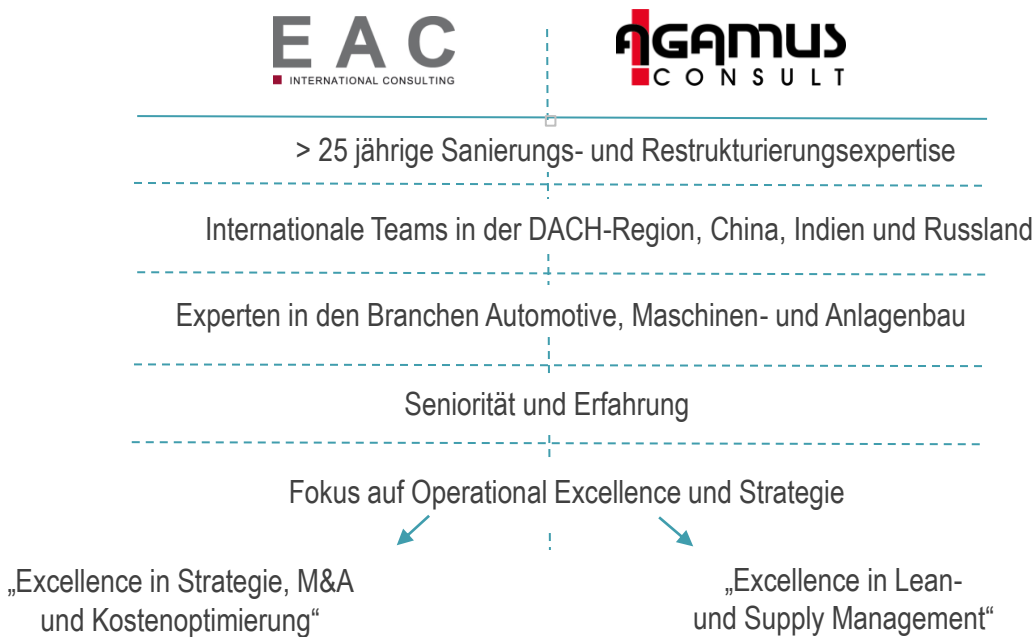 EAC
INTERNATIONAL CONSULTING
AGAMUS
CONSULT
> 25 jährige Sanierungs- und Restrukturierungsexpertise
Internationale Teams in der DACH-Region, China, Indien und Russland
Experten in den Branchen Automotive, Maschinen- und Anlagenbau
Seniorität und Erfahrung
Fokus auf Operational Excellence und Strategie
„Excellence in Strategie, M&A
und Kostenoptimierung“
„Excellence in Lean-
und Supply Management“